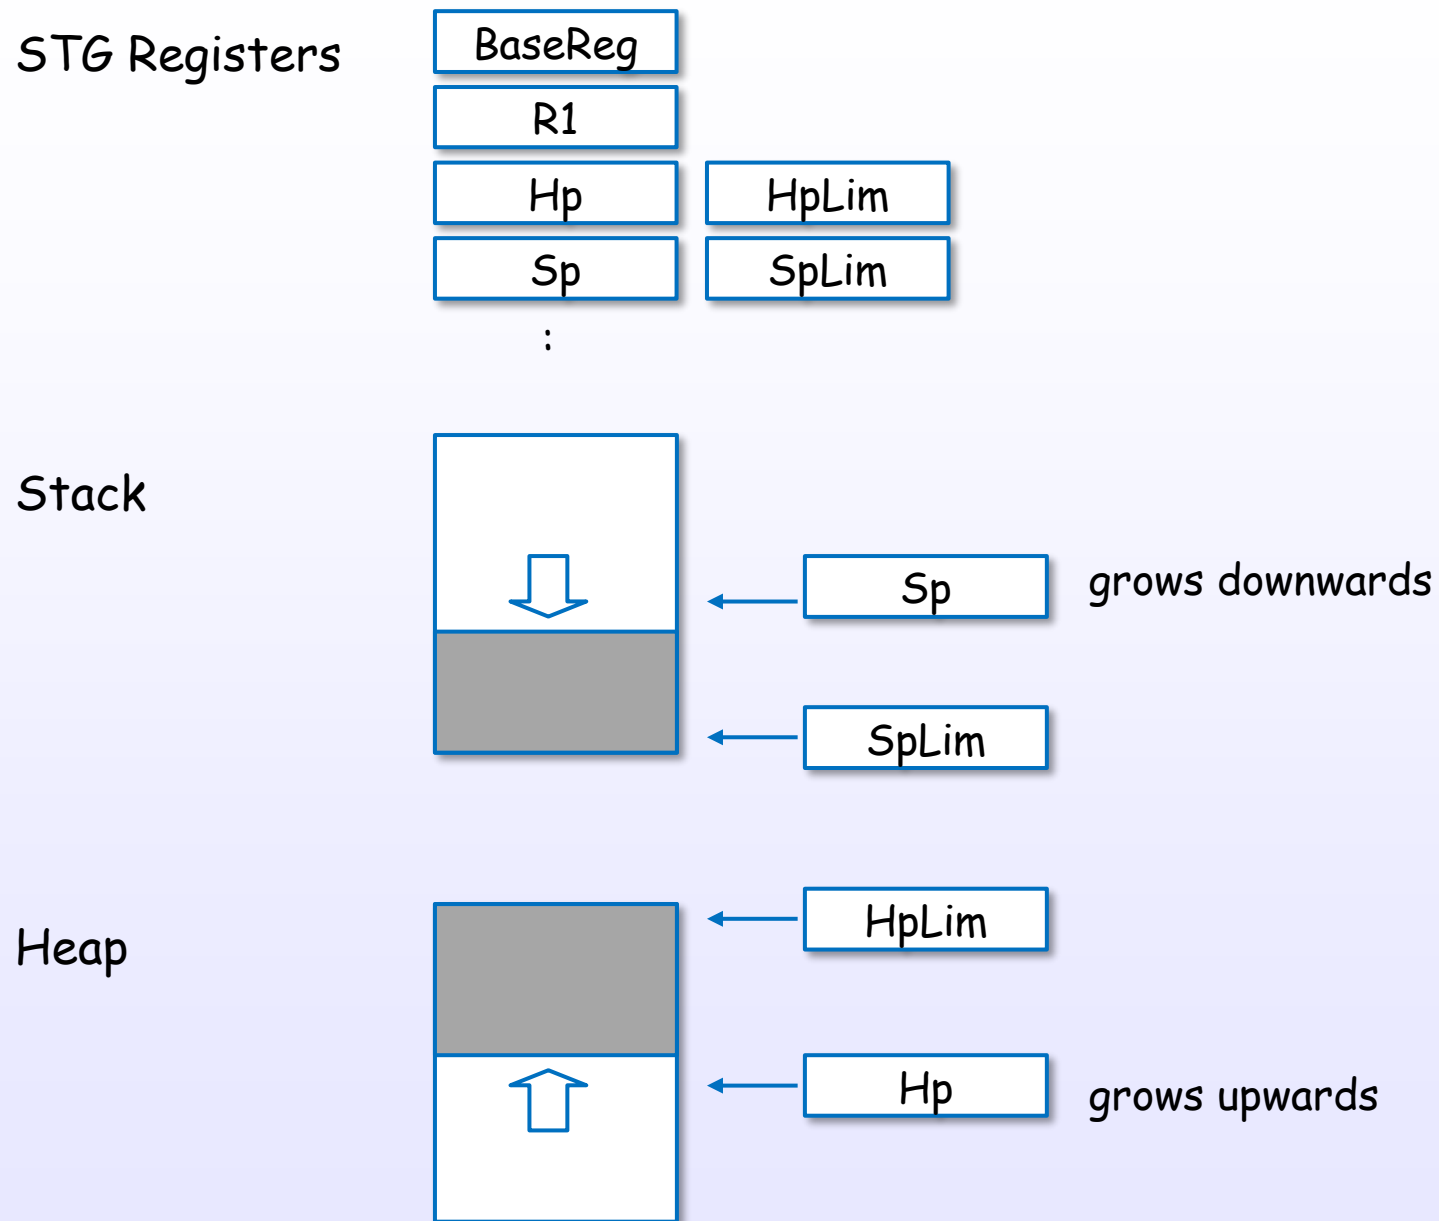 STG Registers
BaseReg
R1
Hp
HpLim
Sp
SpLim
:
Stack
Sp
grows downwards
SpLim
Heap
HpLim
Hp
grows upwards